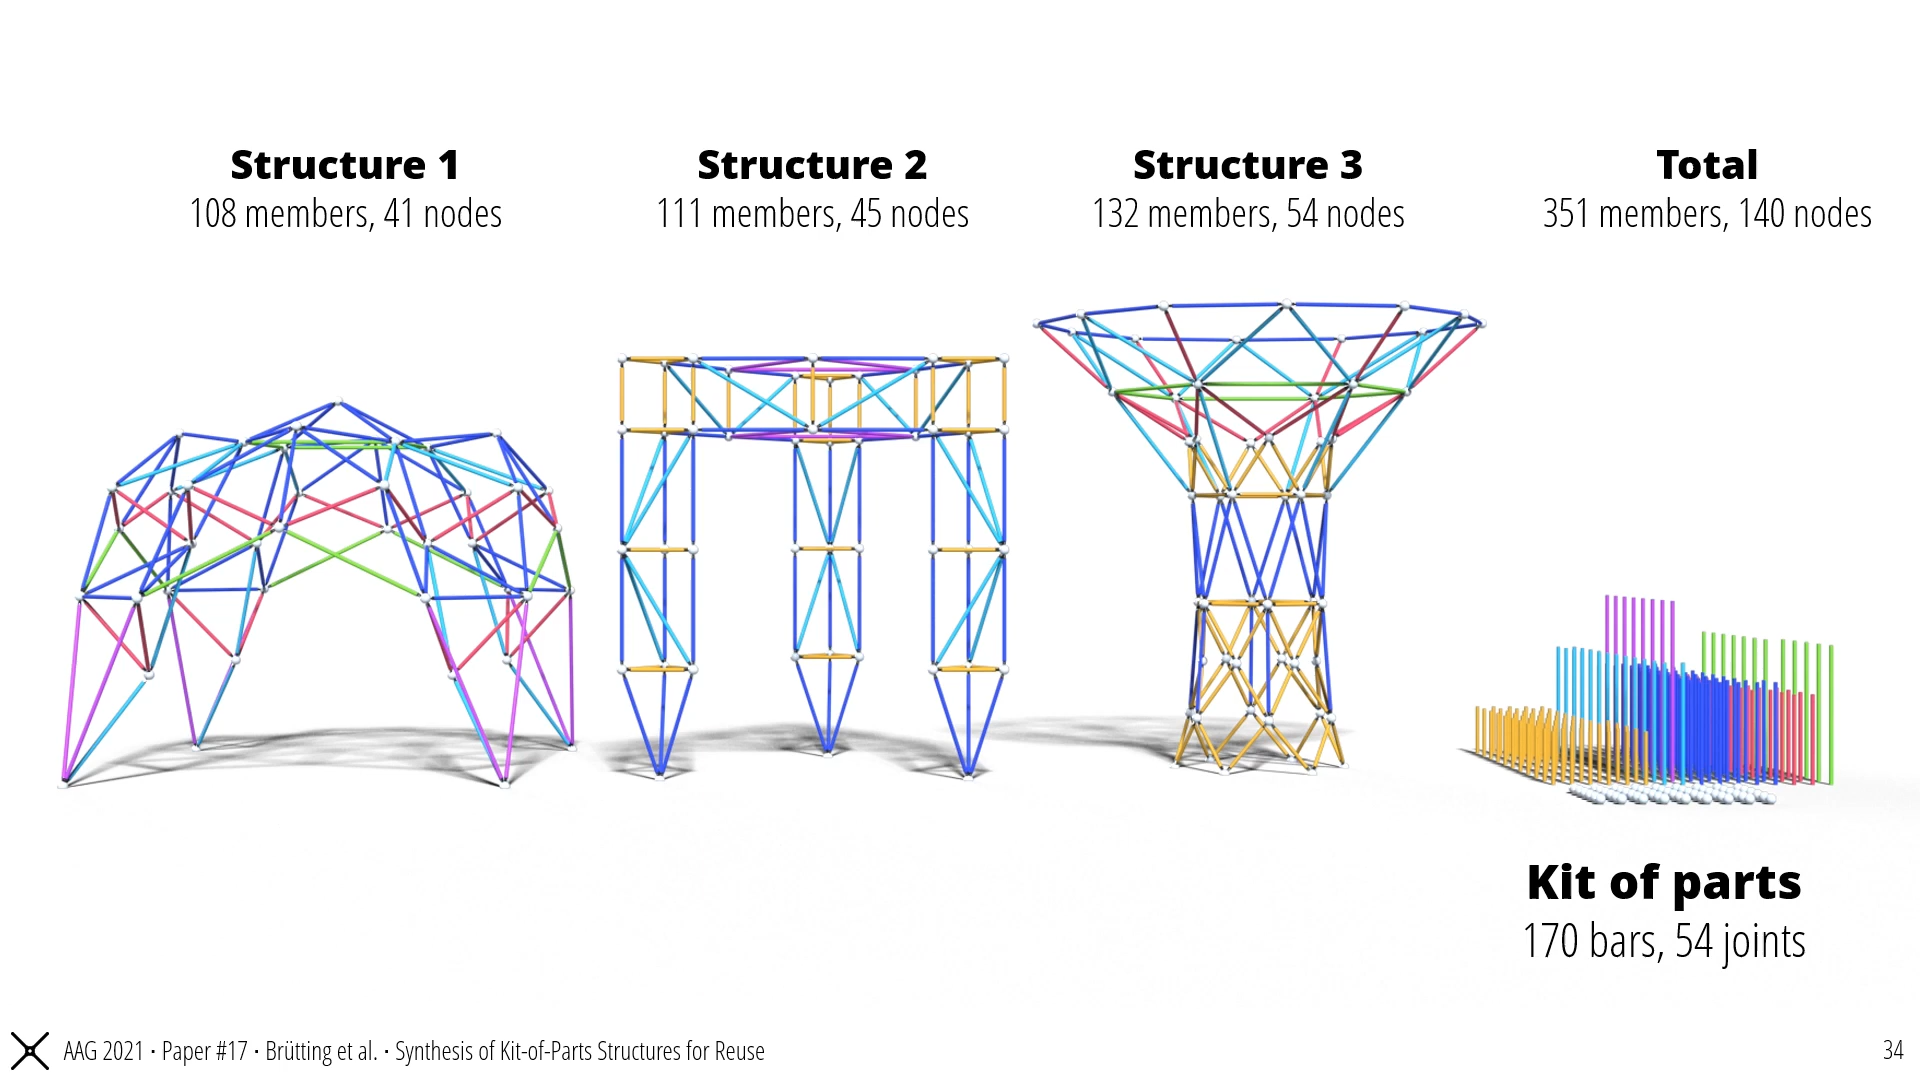 Structure 1
108 members, 41 nodes
Structure 2
111 members, 45 nodes
Structure 3
132 members, 54 nodes
Total
351 members, 140 nodes
Kit of parts
170 bars, 54 joints
AAG 2021 · Paper #17 · Brütting et al. · Synthesis of Kit-of-Parts Structures for Reuse
34